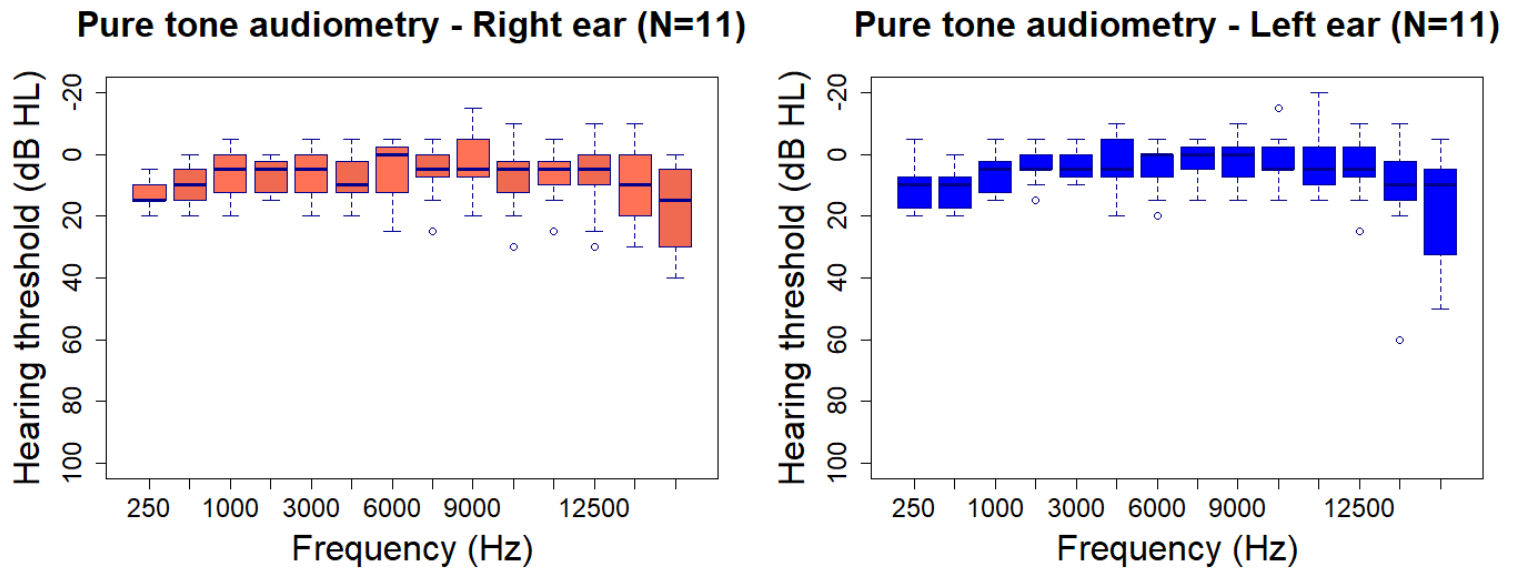 Pure tone audiometry - Right ear (N=11)
Hearing threshold (dB HL)
-20
0
20
40
60
80
100
250 1000 3000 6000 9000 12500
Frequency (Hz)
Pure tone audiometry - Left ear (N=11)
Hearing threshold (dB HL)
-20
0
20
40
60
80
100
250 1000 3000 6000 9000 12500
Frequency (Hz)